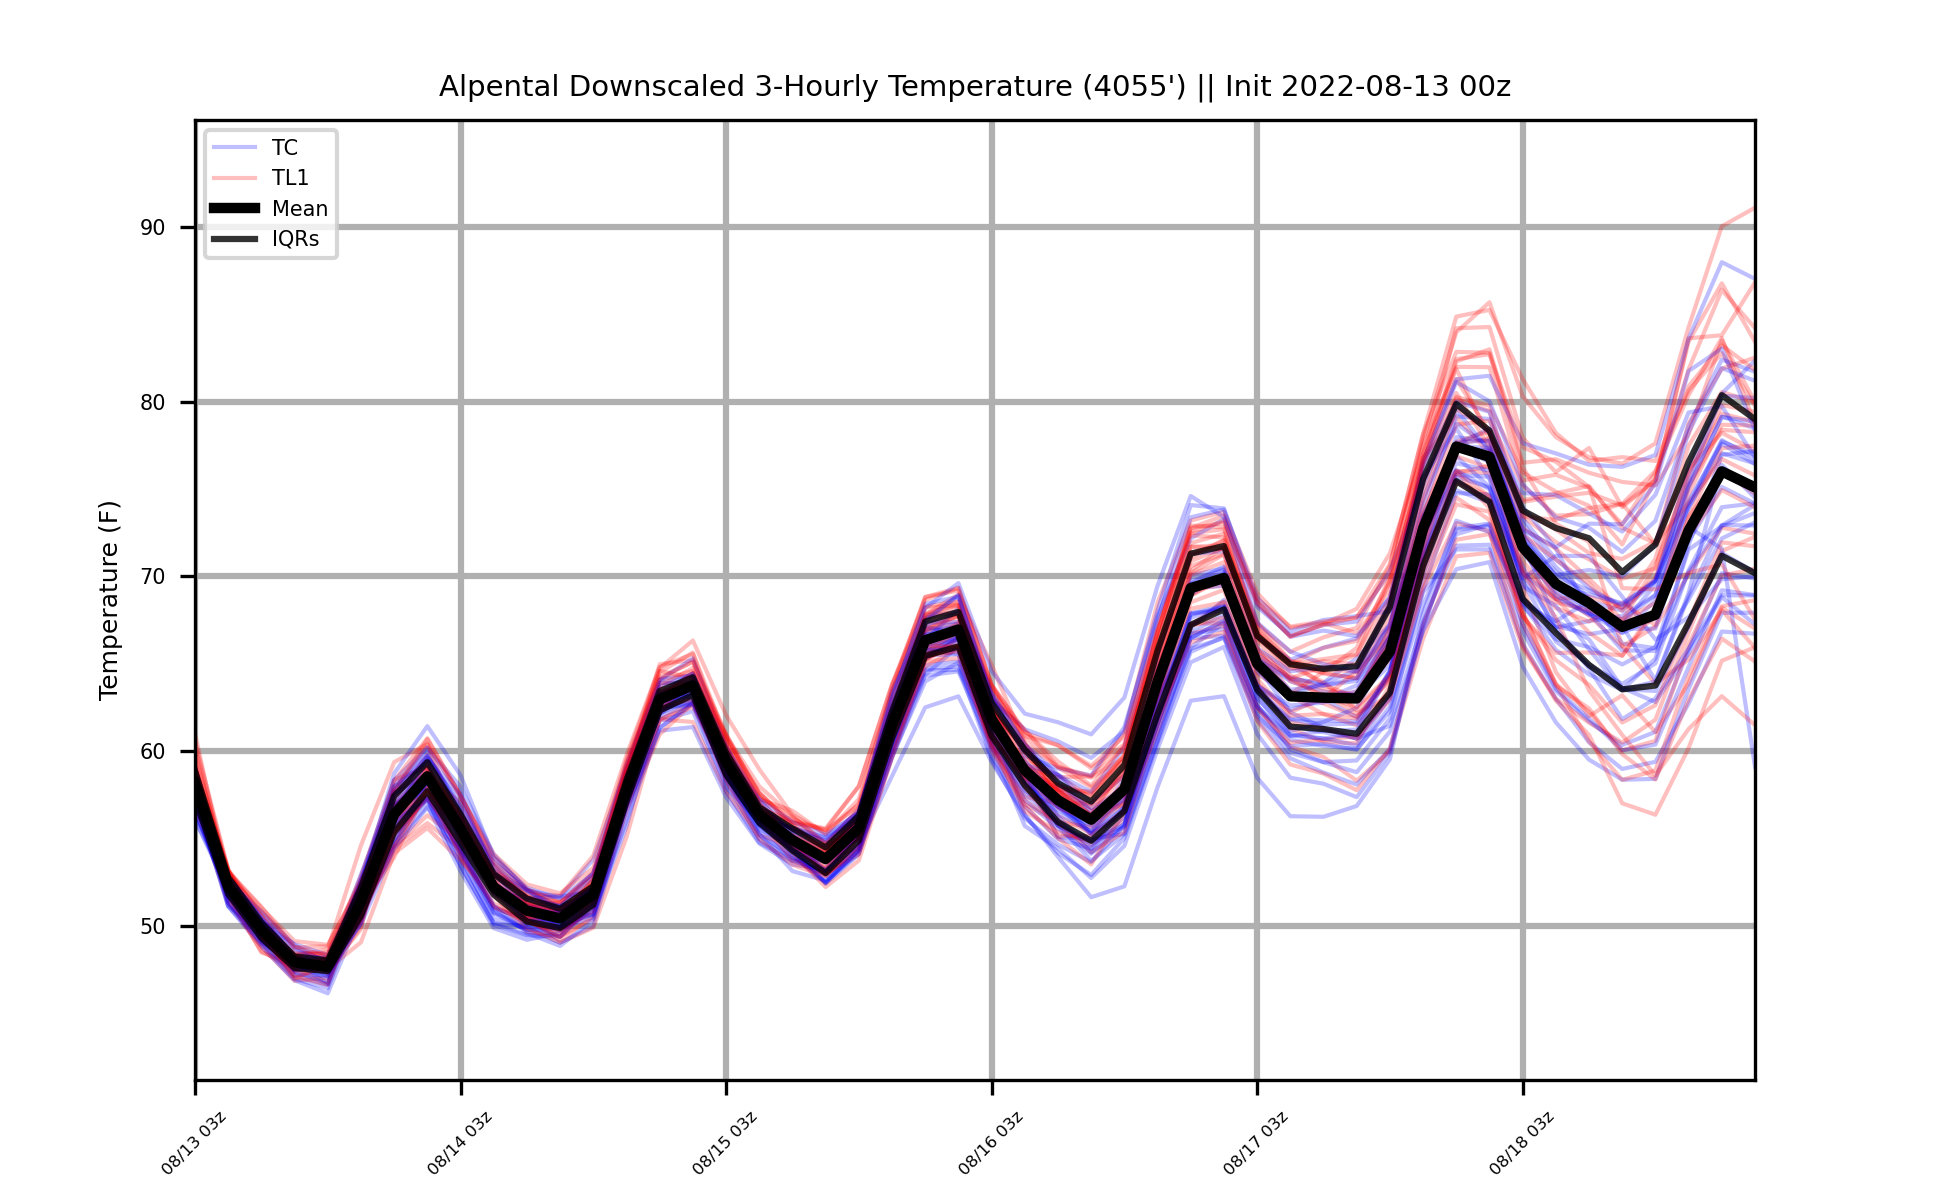 Alpental Downscaled 3-Hourly Temperature (4055') || Init 2022-08-13 00z
TC
TL1
Mean
IQRs
Temperature (F)
90
80
70
60
50
08/13 03z
08/14 03z
08/15 03z
08/16 03z
08/17 03z
08/18 03z